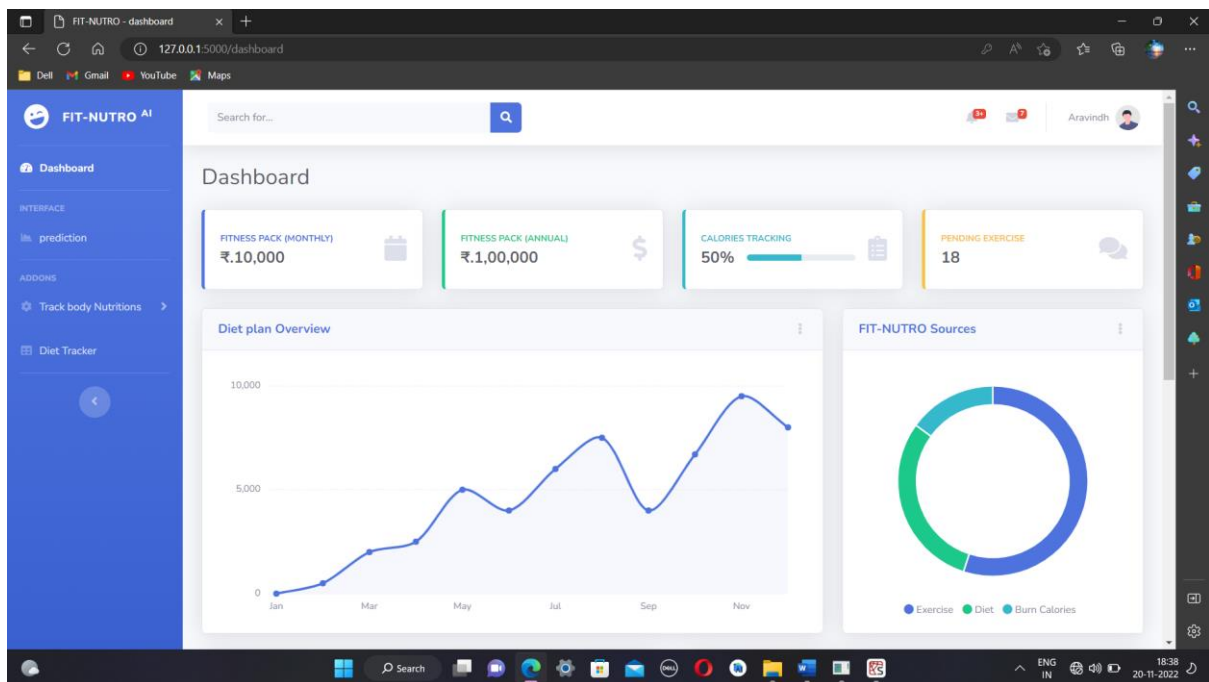 FIT-NUTRO - dashboard
127.0.0.1:5000/dashboard
Dell Gmail YouTube Maps
FIT-NUTRO AI
Search for...
3+
7
Aravindh
Dashboard
INTERFACE
prediction
ADDONS
Track body Nutritions
Diet Tracker
Dashboard
FITNESS PACK (MONTHLY)
₹.10,000
FITNESS PACK (ANNUAL)
₹.1,00,000
CALORIES TRACKING
50%
PENDING EXERCISE
18
Diet plan Overview
10,000
5,000
0
Jan Mar May Jul Sep Nov
FIT-NUTRO Sources
Exercise Diet Burn Calories
Search
DELL
ENG
IN
18:38
20-11-2022